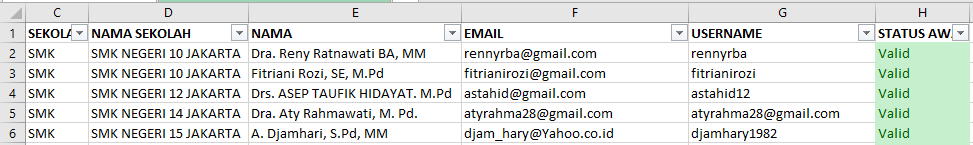 C D E F G H
1 SEKOLA NAMA SEKOLAH NAMA EMAIL USERNAME STATUS AW
2 SMK SMK NEGERI 10 JAKARTA Dra. Reny Ratnawati BA, MM rennyrba@gmail.com rennyrba Valid
3 SMK SMK NEGERI 10 JAKARTA Fitriani Rozi, SE, M.Pd fitrianirozi@gmail.com fitrianirozi Valid
4 SMK SMK NEGERI 12 JAKARTA Drs. ASEP TAUFIK HIDAYAT. M.Pd astahid@gmail.com astahid12 Valid
5 SMK SMK NEGERI 14 JAKARTA Dra. Aty Rahmawati, M. Pd. atyrahma28@gmail.com atyrahma28@gmail.com Valid
6 SMK SMK NEGERI 15 JAKARTA A. Djamhari, S.Pd, MM djam_hary@Yahoo.co.id djamhary1982 Valid